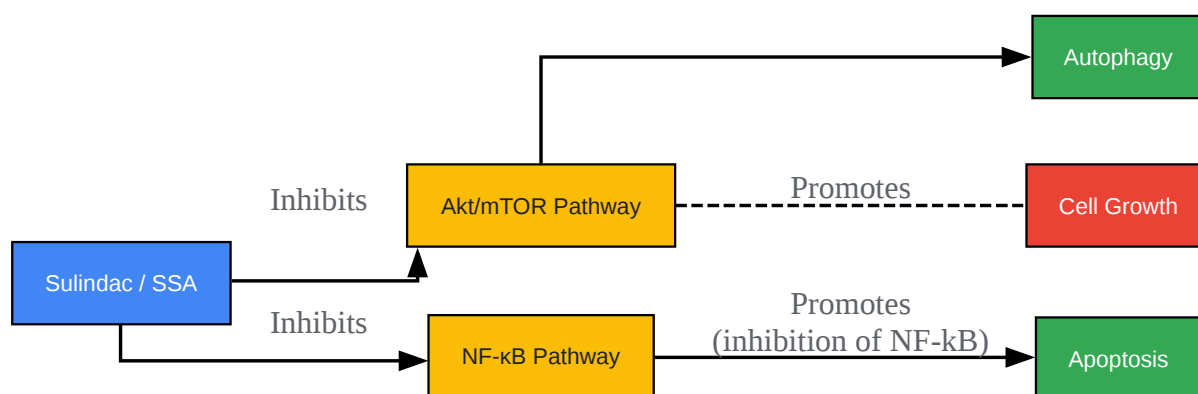 Autophagy
Inhibits
Akt/mTOR Pathway
Promotes
Cell Growth
Sulindac / SSA
Inhibits
NF-κB Pathway
Promotes
(inhibition of NF-kB)
Apoptosis